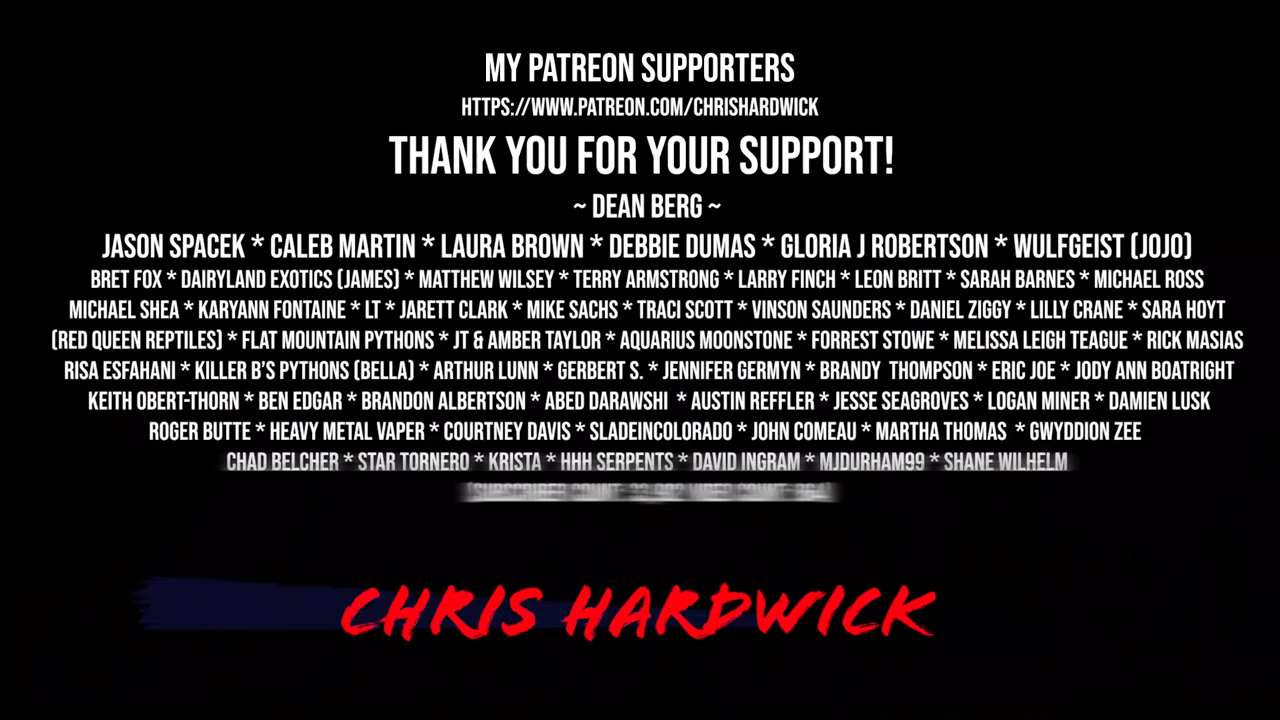 MY PATREON SUPPORTERS
HTTPS://WWW.PATREON.COM/CHRISHARDWICK
THANK YOU FOR YOUR SUPPORT!
~ DEAN BERG ~
JASON SPACEK * CALEB MARTIN * LAURA BROWN * DEBBIE DUMAS * GLORIA J ROBERTSON * WULFGEIST (JOJO)
BRET FOX * DAIRYLAND EXOTICS (JAMES) * MATTHEW WILSEY * TERRY ARMSTRONG * LARRY FINCH * LEON BRITT * SARAH BARNES * MICHAEL ROSS
MICHAEL SHEA * KARYANN FONTAINE * LT * JARETT CLARK * MIKE SACHS * TRACI SCOTT * VINSON SAUNDERS * DANIEL ZIGGY * LILLY CRANE * SARA HOYT
(RED QUEEN REPTILES) * FLAT MOUNTAIN PYTHONS * JT & AMBER TAYLOR * AQUARIUS MOONSTONE * FORREST STOWE * MELISSA LEIGH TEAGUE * RICK MASIAS
RISA ESFAHANI * KILLER B'S PYTHONS (BELLA) * ARTHUR LUNN * GERBERT S. * JENNIFER GERMYN * BRANDY THOMPSON * ERIC JOE * JODY ANN BOATRIGHT
KEITH OBERT-THORN * BEN EDGAR * BRANDON ALBERTSON * ABED DARAWSHI * AUSTIN REFFLER * JESSE SEAGROVES * LOGAN MINER * DAMIEN LUSK
ROGER BUTTE * HEAVY METAL VAPER * COURTNEY DAVIS * SLADEINCOLORADO * JOHN COMEAU * MARTHA THOMAS * GWYDDION ZEE
CHAD BELCHER * STAR TORNERO * KRISTA * HHH SERPENTS * DAVID INGRAM * MJDURHAM99 * SHANE WILHELM
(SUBSCRIBER COUNT VIDEO COUNT
CHRIS HARDWICK